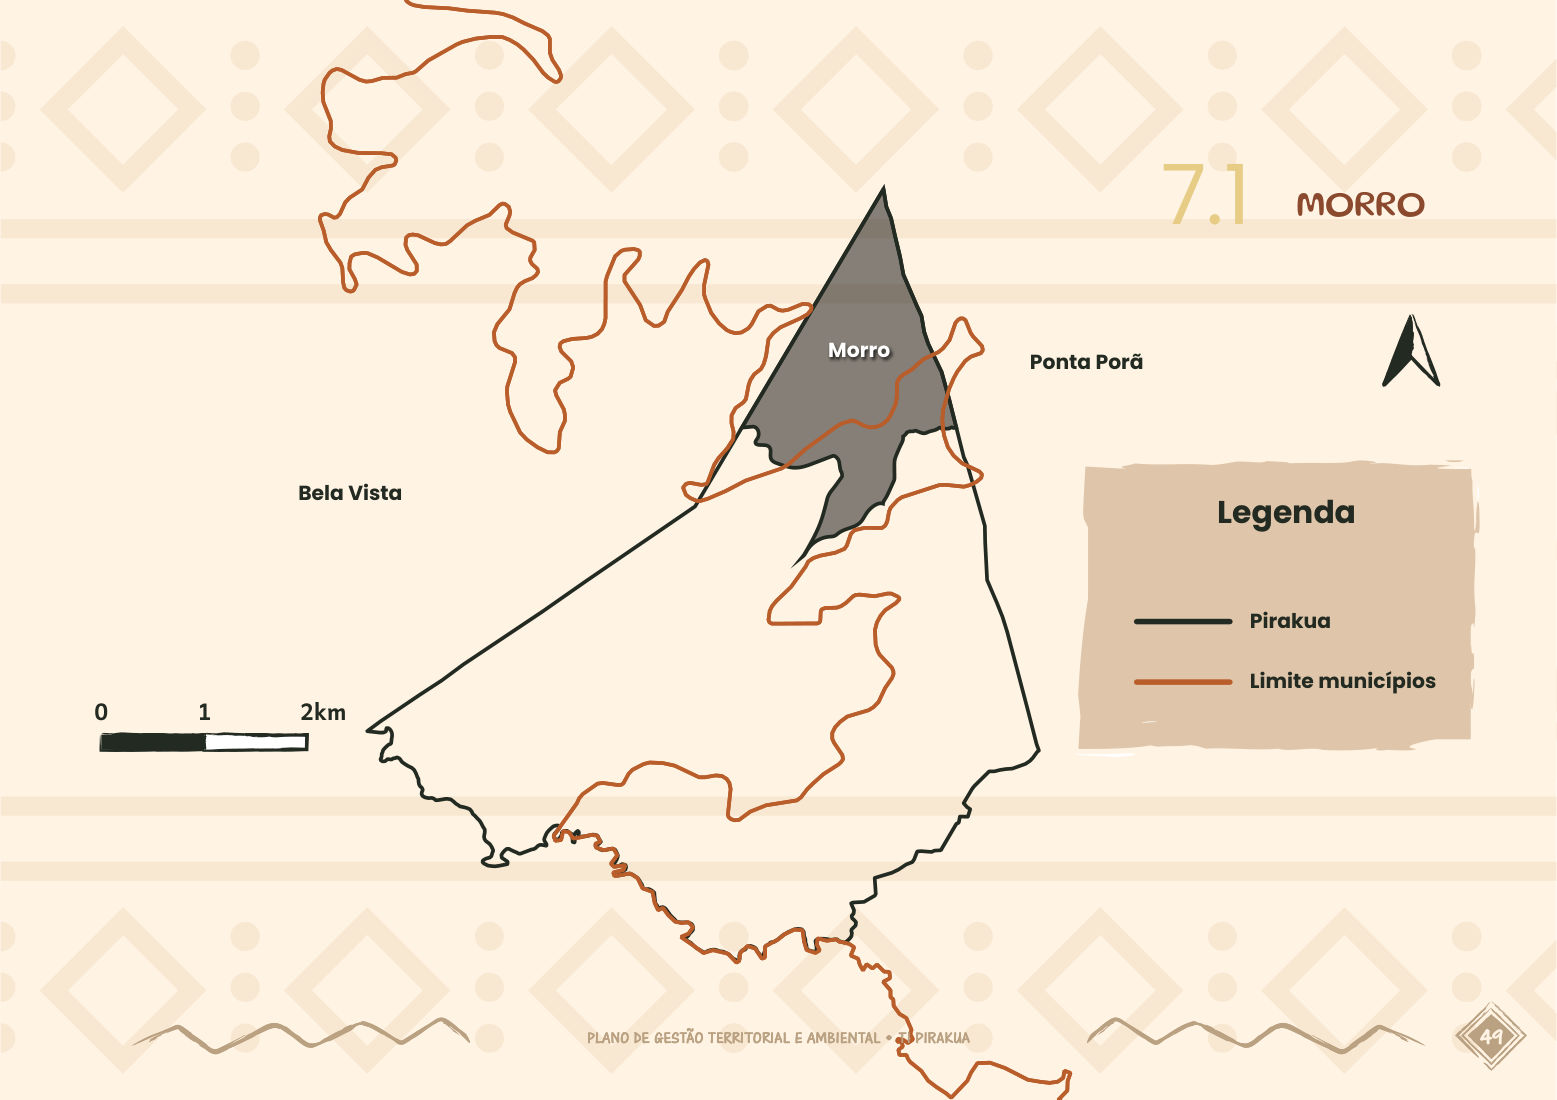 7.1 MORRO
Morro
Ponta Porã
Bela Vista
Legenda
Pirakua
Limite municípios
0 1 2km
PLANO DE GESTÃO TERRITORIAL E AMBIENTAL • TI PIRAKUA
49